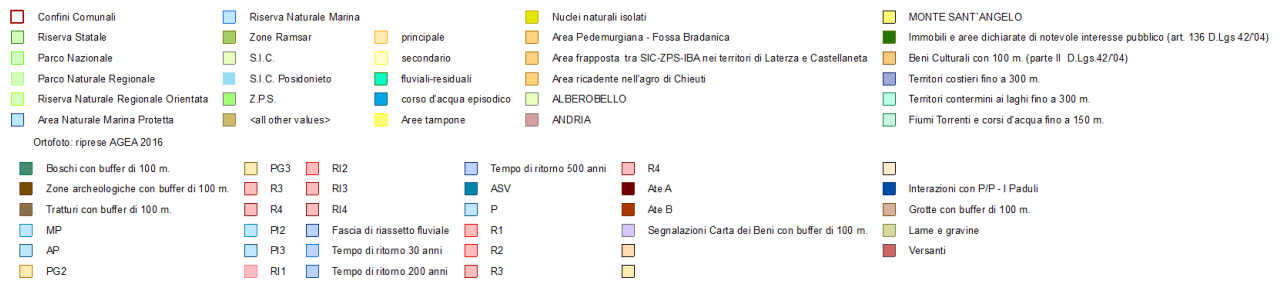 Confini Comunali
Riserva Statale
Parco Nazionale
Parco Naturale Regionale
Riserva Naturale Regionale Orientata
Area Naturale Marina Protetta
Riserva Naturale Marina
Zone Ramsar
S.I.C.
S.I.C. Posidonieto
Z.P.S.
<all other values>
principale
secondario
fluviali-residuali
corso d'acqua episodico
Aree tampone
Nuclei naturali isolati
Area Pedemurgiana - Fossa Bradanica
Area frapposta tra SIC-ZPS-IBA nei territori di Laterza e Castellaneta
Area ricadente nell'agro di Chieuti
ALBEROBELLO
ANDRIA
MONTE SANT`ANGELO
Immobili e aree dichiarate di notevole interesse pubblico (art. 136 D.Lgs 42'04)
Beni Culturali con 100 m. (parte II D.Lgs.42'04)
Territori costieri fino a 300 m.
Territori contermini ai laghi fino a 300 m.
Fiumi Torrenti e corsi d'acqua fino a 150 m.
Ortofoto: riprese AGEA 2016
Boschi con buffer di 100 m.
Zone archeologiche con buffer di 100 m.
Tratturi con buffer di 100 m.
MP
AP
PG2
PG3
R3
R4
PI2
PI3
RI1
RI2
RI3
RI4
Fascia di riassetto fluviale
Tempo di ritorno 30 anni
Tempo di ritorno 200 anni
Tempo di ritorno 500 anni
ASV
P
R1
R2
R3
R4
Ate A
Ate B
Segnalazioni Carta dei Beni con buffer di 100 m.
Interazioni con P/P - I Paduli
Grotte con buffer di 100 m.
Lame e gravine
Versanti